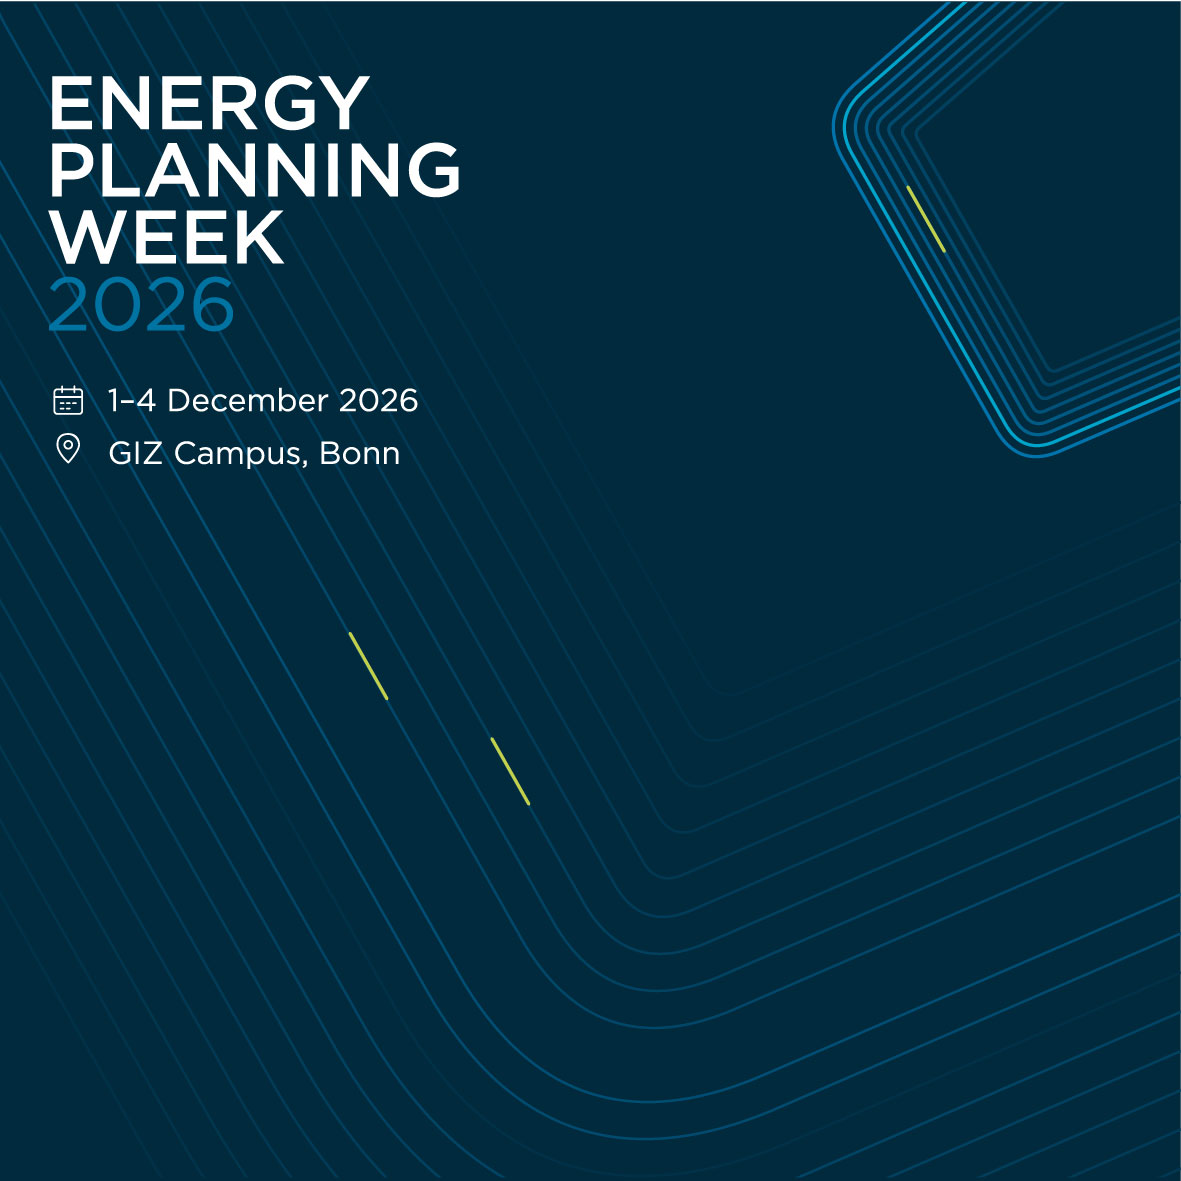 ENERGY
PLANNING
WEEK
2026
1–4 December 2026
GIZ Campus, Bonn